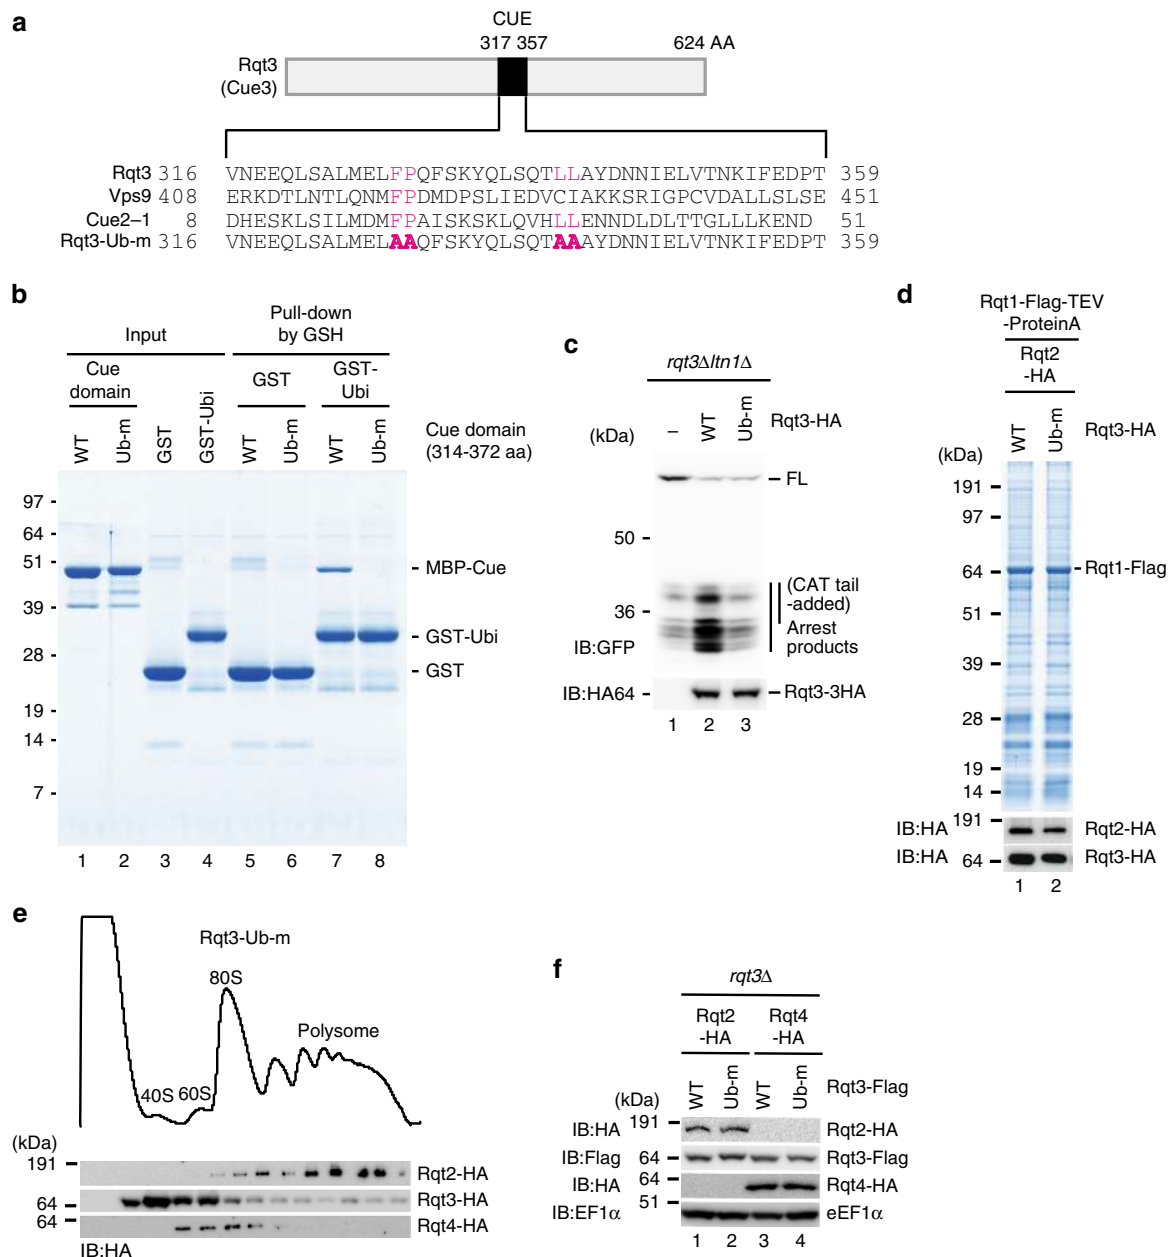 a
CUE
317 357
624 AA
Rqt3
(Cue3)
Rqt3 316 VNEEQLSALMELFPQFSKYQLSQTLLAYDNNIELVTNKIFEDPT 359
Vps9 408 ERKDTLNTLQNMFPDMDPSLIEDVCIAKKSRIGPCVDALLSLSE 451
Cue2–1 8 DHESKLSILMDMFPAISKSKLQVHLLENNDLDLTTGLLLKEND 51
Rqt3-Ub-m 316 VNEEQLSALMELAAQFSKYQLSQTAAAYDNNIELVTNKIFEDPT 359
b
Input
Pull-down
by GSH
Cue
domain
GST
GST-
Ubi
WT
Ub-m
GST
GST-Ubi
WT
Ub-m
WT
Ub-m
Cue domain
(314-372 aa)
97
64
51
39
28
19
14
7
MBP-Cue
GST-Ubi
GST
1 2 3 4 5 6 7 8
c
rqt3Δltn1Δ
– WT Ub-m Rqt3-HA
(kDa)
FL
50
36
(CAT tail
-added)
Arrest
products
IB:GFP
IB:HA64
Rqt3-3HA
1 2 3
d
Rqt1-Flag-TEV
-ProteinA
Rqt2
-HA
WT Ub-m Rqt3-HA
(kDa)
191
97
64
51
39
28
19
14
Rqt1-Flag
191
IB:HA Rqt2-HA
IB:HA 64 Rqt3-HA
1 2
e
Rqt3-Ub-m
80S
Polysome
40S 60S
(kDa)
191 Rqt2-HA
64 Rqt3-HA
64 Rqt4-HA
IB:HA
f
rqt3Δ
Rqt2
-HA
Rqt4
-HA
WT Ub-m WT Ub-m Rqt3-Flag
(kDa)
IB:HA 191 Rqt2-HA
IB:Flag 64 Rqt3-Flag
IB:HA 64 Rqt4-HA
51
IB:EF1α eEF1α
1 2 3 4